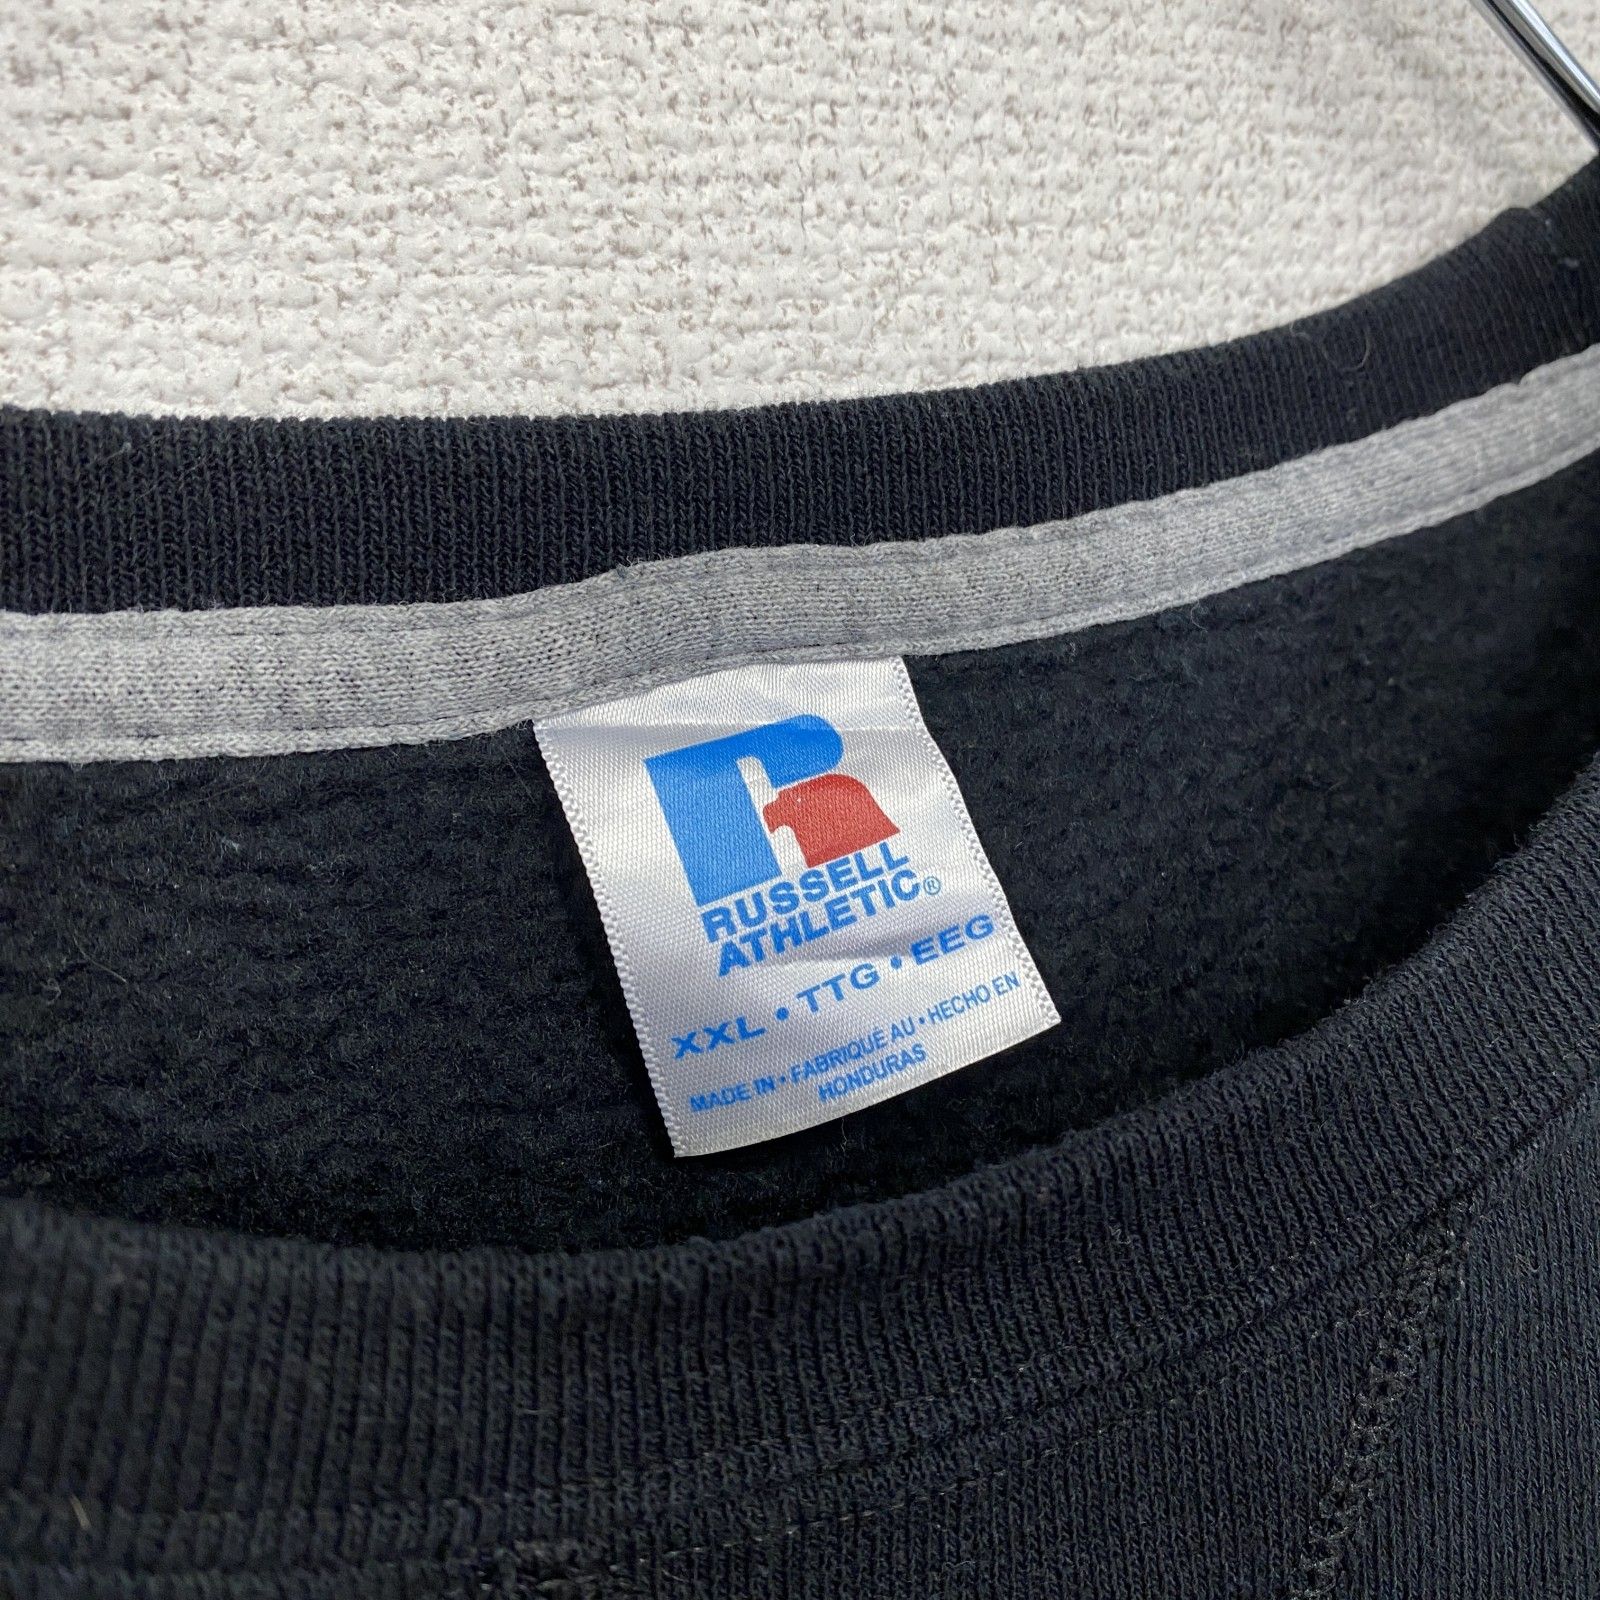 RUSSELL
ATHLETIC®
XXL • TTG • EEG
MADE IN • FABRIQUÉ AU • HECHO EN
HONDURAS